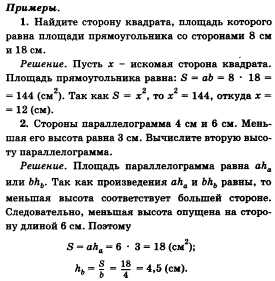 Примеры.
1. Найдите сторону квадрата, площадь которого
равна площади прямоугольника со сторонами 8 см
и 18 см.
Решение. Пусть x – искомая сторона квадрата.
Площадь прямоугольника равна: S = ab = 8 · 18 =
= 144 (см²). Так как S = x², то x² = 144, откуда x =
= 12 (см).
2. Стороны параллелограмма 4 см и 6 см. Мень-
шая его высота равна 3 см. Вычислите вторую высо-
ту параллелограмма.
Решение. Площадь параллелограмма равна ahₐ
или bh_b. Так как произведения ahₐ и bh_b равны, то
меньшая высота соответствует большей стороне.
Следовательно, меньшая высота опущена на сторо-
ну длиной 6 см. Поэтому
S = ahₐ = 6 · 3 = 18 (см²);
h_b = S/b = 18/4 = 4,5 (см).